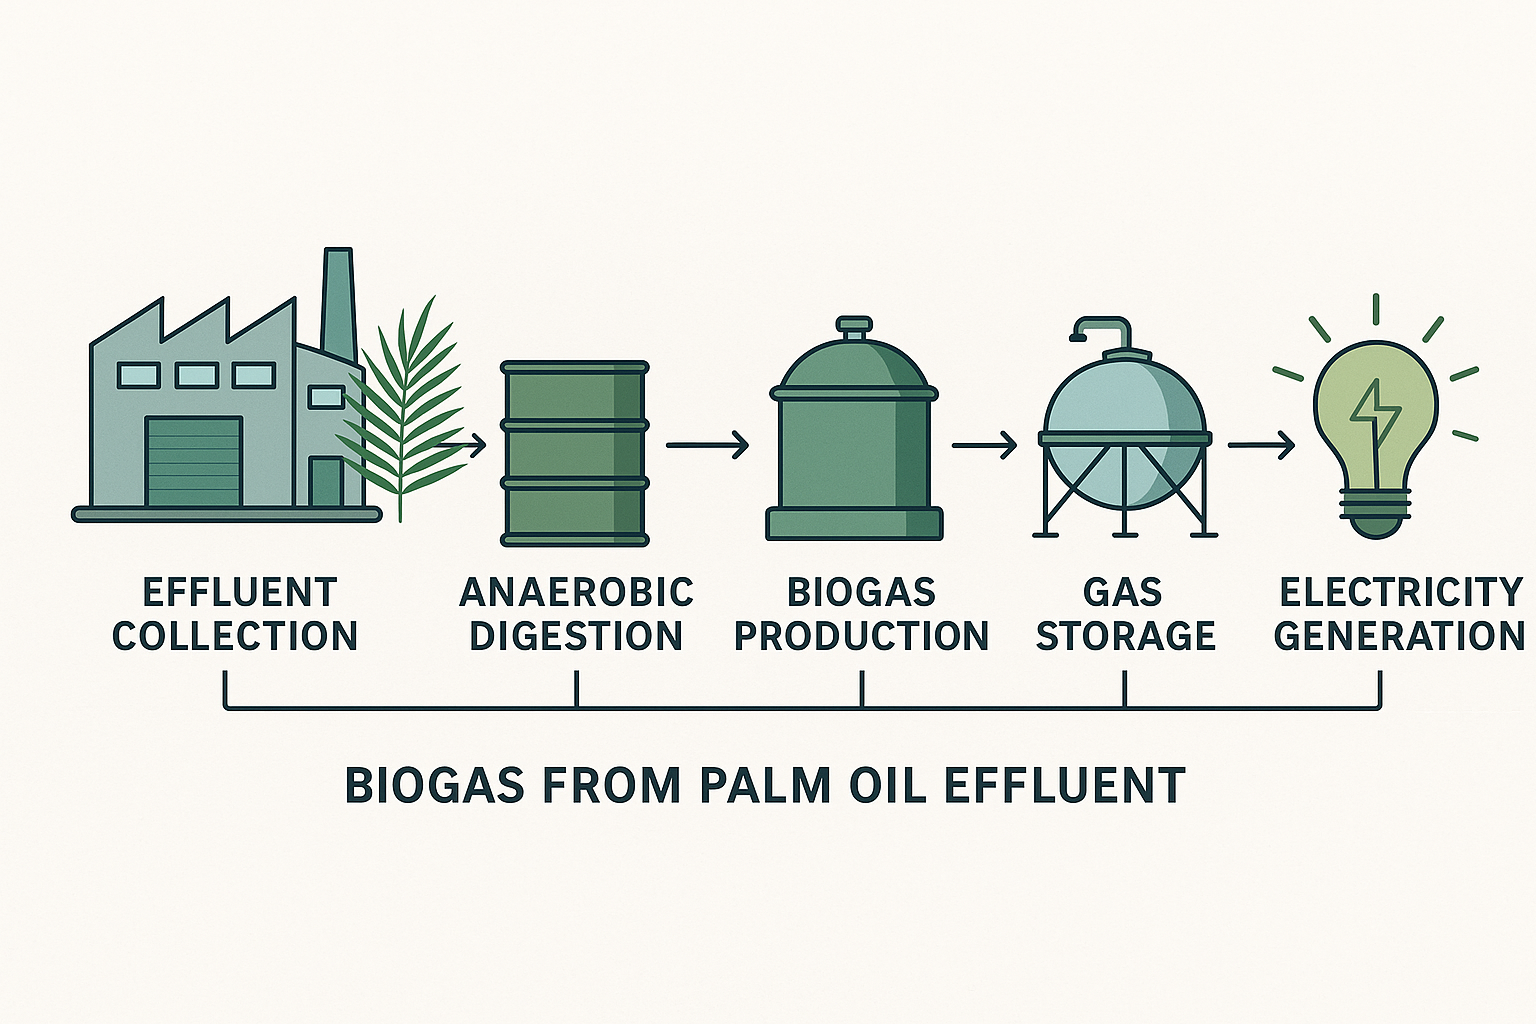 EFFLUENT
COLLECTION
ANAEROBIC
DIGESTION
BIOGAS
PRODUCTION
GAS
STORAGE
ELECTRICITY
GENERATION
BIOGAS FROM PALM OIL EFFLUENT